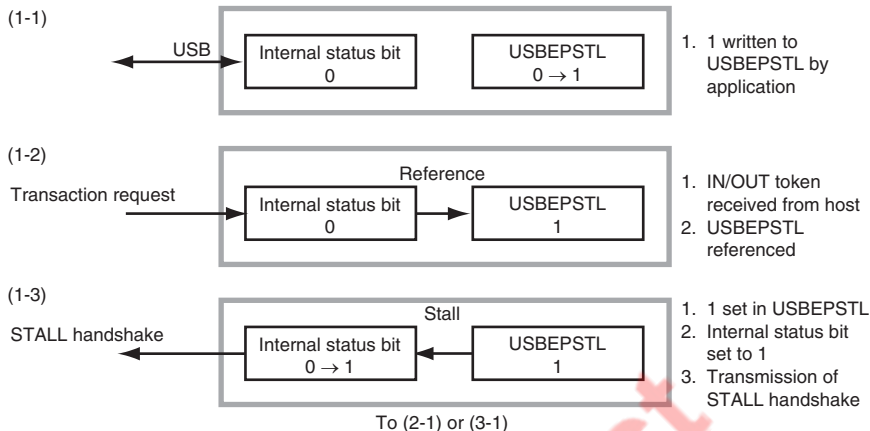 (1-1)
USB
Internal status bit
0
USBEPSTL
0 → 1
1. 1 written to
USBEPSTL by
application
(1-2)
Transaction request
Reference
Internal status bit
0
USBEPSTL
1
1. IN/OUT token
received from host
2. USBEPSTL
referenced
(1-3)
STALL handshake
Stall
Internal status bit
0 → 1
USBEPSTL
1
1. 1 set in USBEPSTL
2. Internal status bit
set to 1
3. Transmission of
STALL handshake
To (2-1) or (3-1)